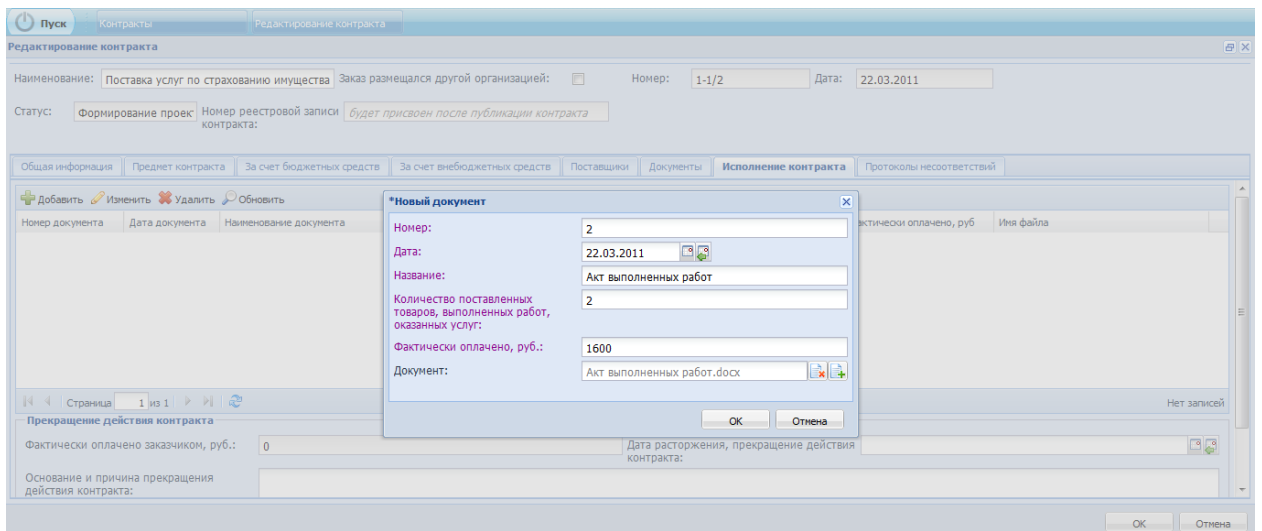 Пуск Контракты Редактирование контракта
Редактирование контракта
Наименование: Поставка услуг по страхованию имущества Заказ размещался другой организацией: Номер: 1-1/2 Дата: 22.03.2011
Статус: Формирование проек Номер реестровой записи контракта: будет присвоен после публикации контракта
Общая информация Предмет контракта За счет бюджетных средств За счет внебюджетных средств Поставщики Документы Исполнение контракта Протоколы несоответствий
Добавить Изменить Удалить Обновить
Номер документа Дата документа Наименование документа актически оплачено, руб Имя файла
*Новый документ
Номер: 2
Дата: 22.03.2011
Название: Акт выполненных работ
Количество поставленных
товаров, выполненных работ,
оказанных услуг:
2
Фактически оплачено, руб.: 1600
Документ: Акт выполненных работ.docx
OK Отмена
Страница 1 из 1 Нет записей
Прекращение действия контракта
Фактически оплачено заказчиком, руб.: 0
Дата расторжения, прекращение действия
контракта:
Основание и причина прекращения
действия контракта:
OK Отмена